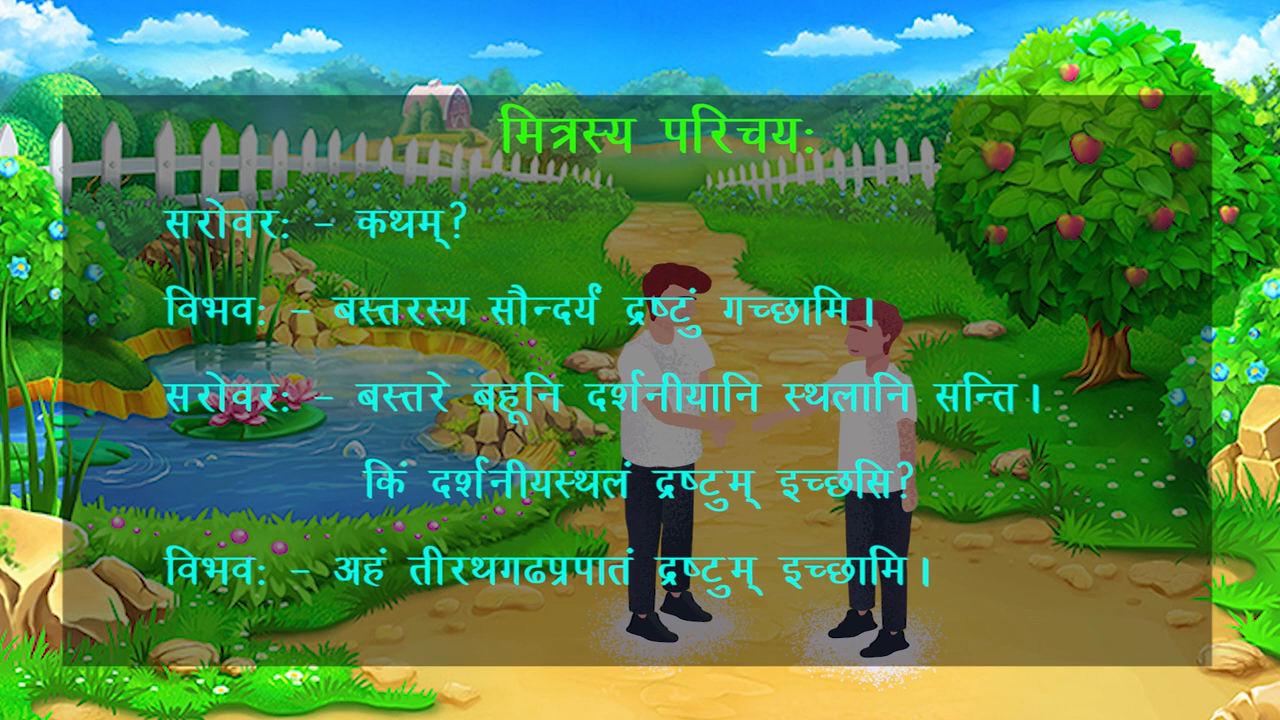 मित्रस्य परिचयः
सरोवरः – कथम्?
विभवः – बस्तरस्य सौन्दर्यं द्रष्टुं गच्छामि।
सरोवरः – बस्तरे बहूनि दर्शनीयानि स्थलानि सन्ति।
किं दर्शनीयस्थलं द्रष्टुम् इच्छसि?
विभवः – अहं तीरथगढप्रपातं द्रष्टुम् इच्छामि।